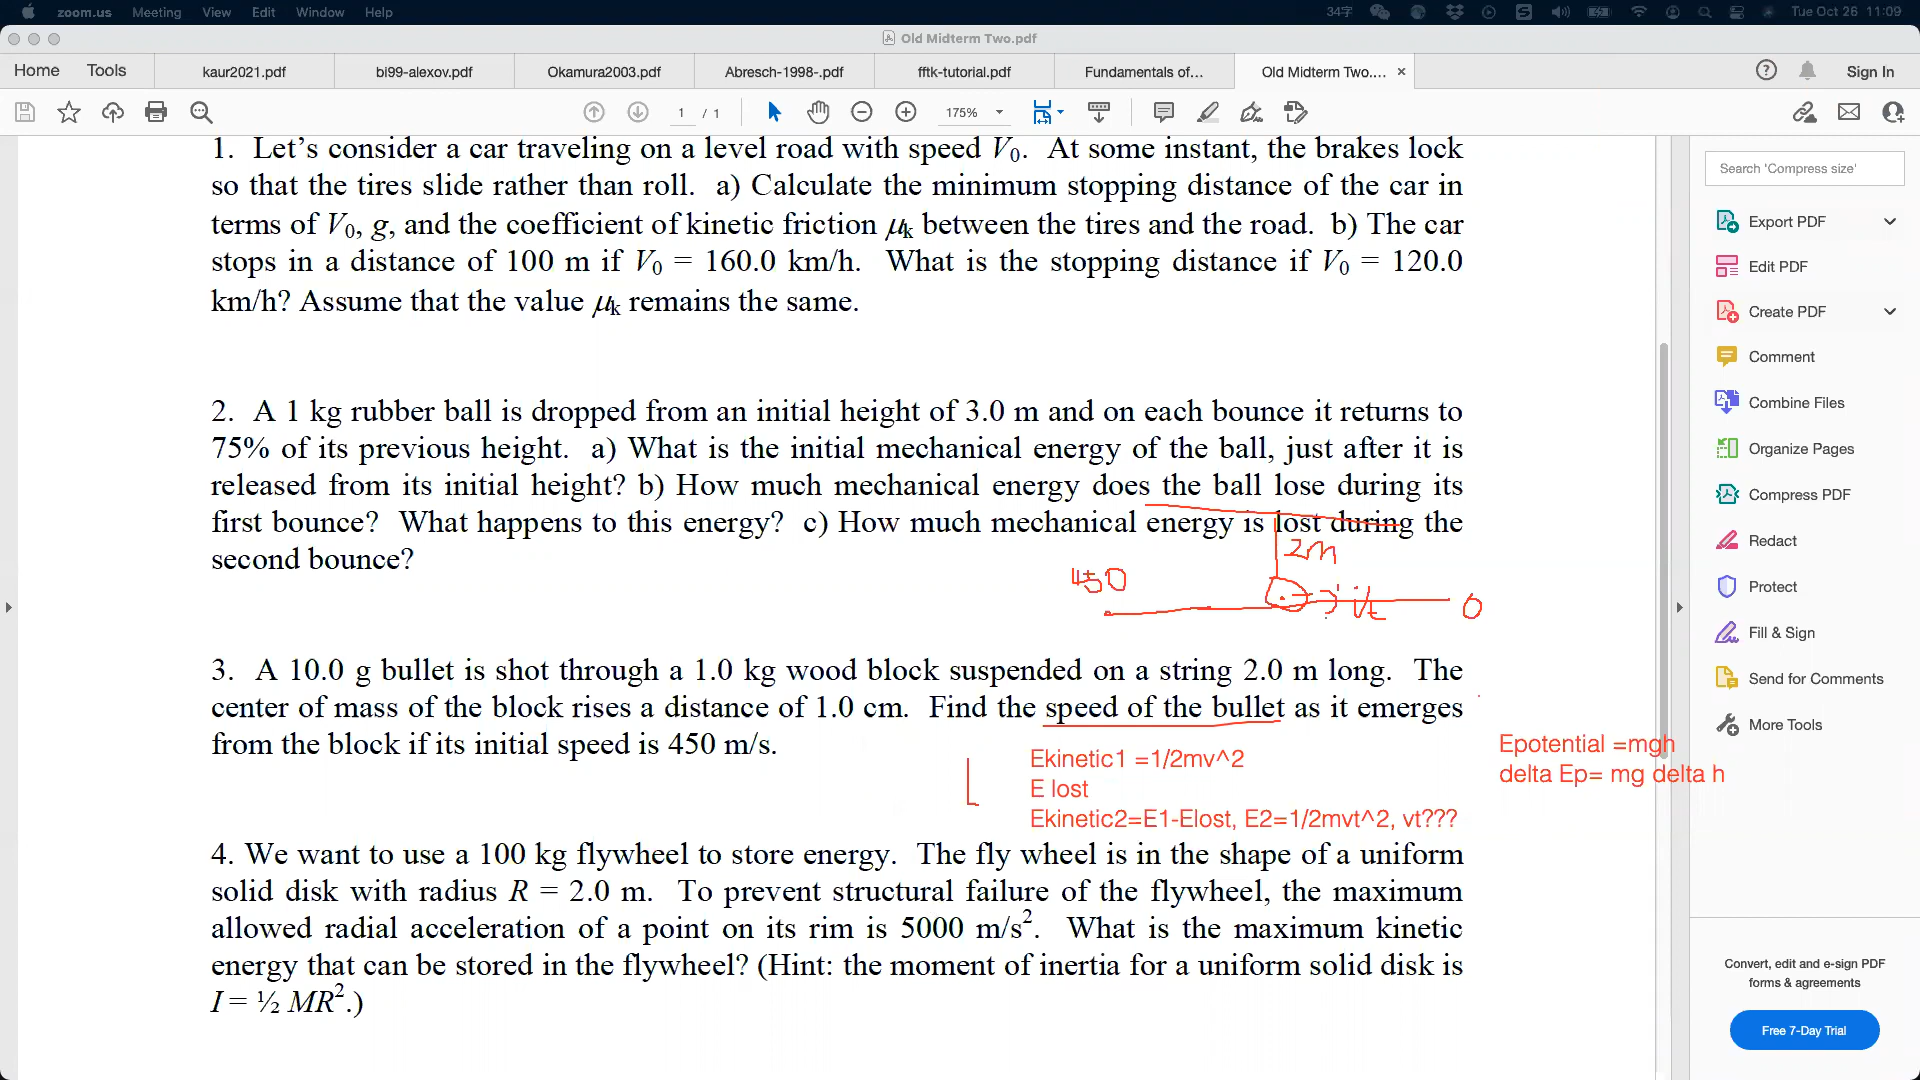 zoom.us Meeting View Edit Window Help 34字 Tue Oct 26 11:09
Old Midterm Two.pdf
Home Tools kaur2021.pdf bi99-alexov.pdf Okamura2003.pdf Abresch-1998-.pdf fftk-tutorial.pdf Fundamentals of... Old Midterm Two.... × Sign In
1 / 1 175%
1. Let's consider a car traveling on a level road with speed V₀. At some instant, the brakes lock
so that the tires slide rather than roll. a) Calculate the minimum stopping distance of the car in
terms of V₀, g, and the coefficient of kinetic friction μₖ between the tires and the road. b) The car
stops in a distance of 100 m if V₀ = 160.0 km/h. What is the stopping distance if V₀ = 120.0
km/h? Assume that the value μₖ remains the same.
2. A 1 kg rubber ball is dropped from an initial height of 3.0 m and on each bounce it returns to
75% of its previous height. a) What is the initial mechanical energy of the ball, just after it is
released from its initial height? b) How much mechanical energy does the ball lose during its
first bounce? What happens to this energy? c) How much mechanical energy is lost during the
second bounce?
2m
450
vt
0
3. A 10.0 g bullet is shot through a 1.0 kg wood block suspended on a string 2.0 m long. The
center of mass of the block rises a distance of 1.0 cm. Find the speed of the bullet as it emerges
from the block if its initial speed is 450 m/s.
Ekinetic1 =1/2mv^2
E lost
Ekinetic2=E1-Elost, E2=1/2mvt^2, vt???
Epotential =mgh
delta Ep= mg delta h
4. We want to use a 100 kg flywheel to store energy. The fly wheel is in the shape of a uniform
solid disk with radius R = 2.0 m. To prevent structural failure of the flywheel, the maximum
allowed radial acceleration of a point on its rim is 5000 m/s². What is the maximum kinetic
energy that can be stored in the flywheel? (Hint: the moment of inertia for a uniform solid disk is
I = ½ MR².)
Search 'Compress size'
Export PDF
Edit PDF
Create PDF
Comment
Combine Files
Organize Pages
Compress PDF
Redact
Protect
Fill & Sign
Send for Comments
More Tools
Convert, edit and e-sign PDF
forms & agreements
Free 7-Day Trial